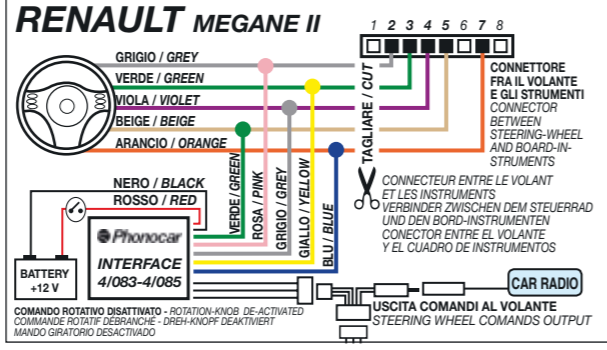 RENAULT MEGANE II
1 2 3 4 5 6 7 8
GRIGIO / GREY
VERDE / GREEN
VIOLA / VIOLET
BEIGE / BEIGE
ARANCIO / ORANGE
TAGLIARE / CUT
CONNETTORE
FRA IL VOLANTE
E GLI STRUMENTI
CONNECTOR
BETWEEN
STEERING-WHEEL
AND BOARD-IN-
STRUMENTS
CONNECTEUR ENTRE LE VOLANT
ET LES INSTRUMENTS
VERBINDER ZWISCHEN DEM STEUERRAD
UND DEN BORD-INSTRUMENTEN
CONECTOR ENTRE EL VOLANTE
Y EL CUADRO DE INSTRUMENTOS
NERO / BLACK
ROSSO / RED
VERDE / GREEN
ROSA / PINK
GRIGIO / GREY
GIALLO / YELLOW
BLU / BLUE
Phonocar
INTERFACE
4/083-4/085
BATTERY
+12 V
CAR RADIO
USCITA COMANDI AL VOLANTE
STEERING WHEEL COMANDS OUTPUT
COMANDO ROTATIVO DISATTIVATO - ROTATION-KNOB DE-ACTIVATED
COMMANDE ROTATIF DÉBRANCHÉ - DREH-KNOPF DEAKTIVIERT
MANDO GIRATORIO DESACTIVADO